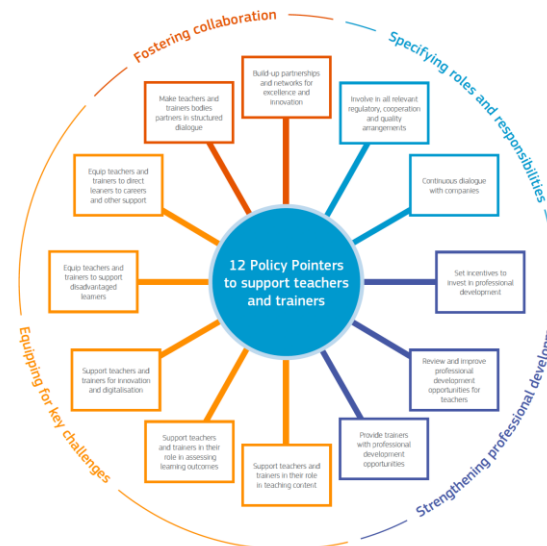 Fostering collaboration
Specifying roles and responsibilities
Build-up partnerships
and networks for
excellence and
innovation
Make teachers and
trainers bodies
partners in structured
dialogue
Involve in all relevant
regulatory, cooperation
and quality
arrangements
Equip teachers and
trainers to direct
learners to careers
and other support
Continuous dialogue
with companies
12 Policy Pointers
to support teachers
and trainers
Equip teachers and
trainers to support
disadvantaged
learners
Set incentives to
invest in professional
development
Support teachers and
trainers for innovation
and digitalisation
Review and improve
professional
development
opportunities for
teachers
Support teachers
and trainers in their
role in assessing
learning outcomes
Support teachers and
trainers in their role
in teaching content
Provide trainers
with professional
development
opportunities
Equipping for key challenges
Strengthening professional develop